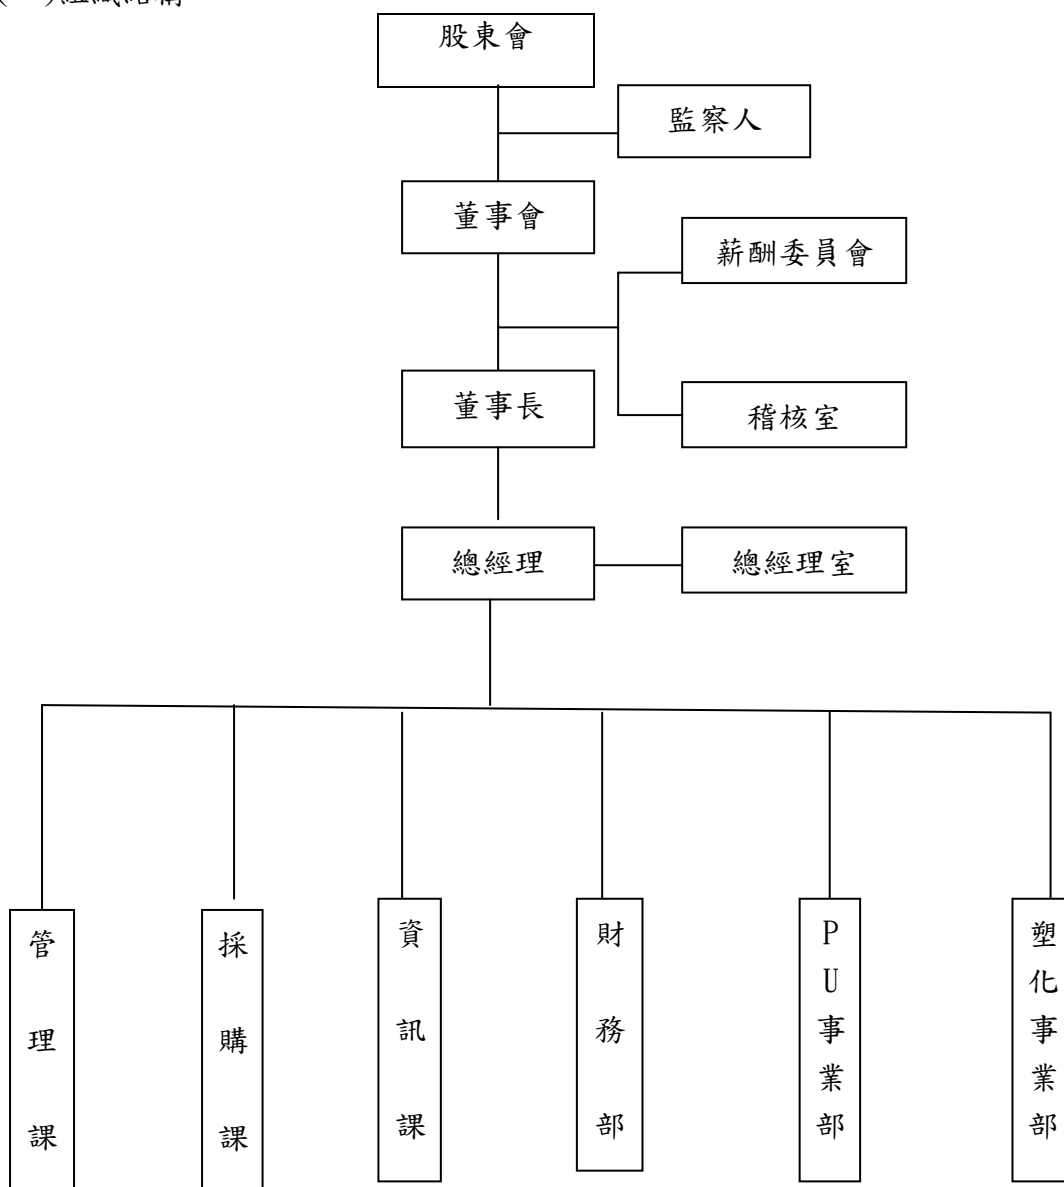 股東會
監察人
董事會
薪酬委員會
董事長
稽核室
總經理
總經理室
管理課
採購課
資訊課
財務部
PU事業部
塑化事業部